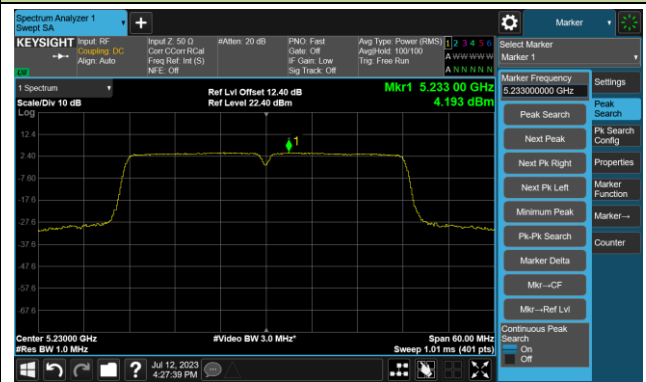 Spectrum Analyzer 1
Swept SA
Marker
KEYSIGHT
Input: RF
Coupling: DC
Align: Auto
Input Z: 50 Ω
Corr CCorr RCal
Freq Ref: Int (S)
NFE: Off
#Atten: 20 dB
PNO: Fast
Gate: Off
IF Gain: Low
Sig Track: Off
Avg Type: Power (RMS)
Avg|Hold: 100/100
Trig: Free Run
1 2 3 4 5 6
A W W W W W
A N N N N N
LXI
Select Marker
Marker 1
1 Spectrum
Scale/Div 10 dB
Log
Ref Lvl Offset 12.40 dB
Ref Level 22.40 dBm
Mkr1 5.233 00 GHz
4.193 dBm
1
12.4
2.40
-7.60
-17.6
-27.6
-37.6
-47.6
-57.6
-67.6
Center 5.23000 GHz
#Res BW 1.0 MHz
#Video BW 3.0 MHz*
Span 60.00 MHz
Sweep 1.01 ms (401 pts)
Marker Frequency
5.233000000 GHz
Peak Search
Next Peak
Next Pk Right
Next Pk Left
Minimum Peak
Pk-Pk Search
Marker Delta
Mkr→CF
Mkr→Ref Lvl
Continuous Peak
Search
On
Off
Settings
Peak
Search
Pk Search
Config
Properties
Marker
Function
Marker→
Counter
Jul 12, 2023
4:27:39 PM